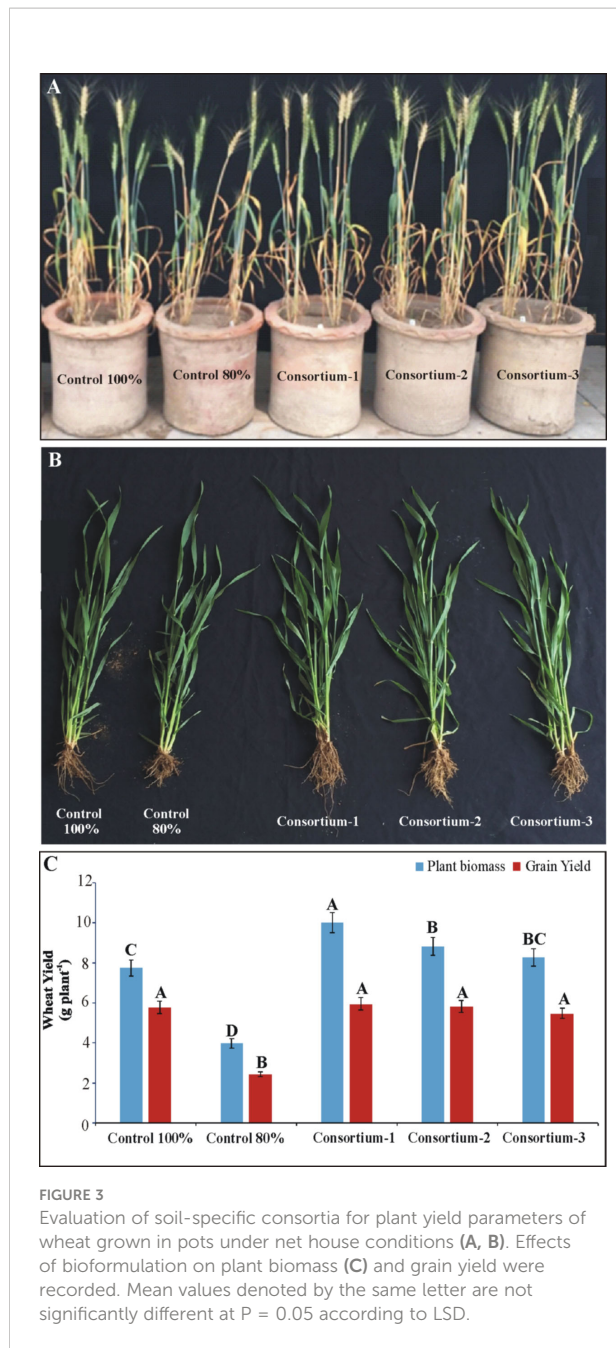 A
Control 100%
Control 80%
Consortium-1
Consortium-2
Consortium-3
B
Control
100%
Control
80%
Consortium-1
Consortium-2
Consortium-3
C
Plant biomass
Grain Yield
Wheat Yield
(g plant⁻¹)
12
10
8
6
4
2
0
C
A
D
B
A
A
B
A
BC
A
Control 100%
Control 80%
Consortium-1
Consortium-2
Consortium-3
FIGURE 3
Evaluation of soil-specific consortia for plant yield parameters of
wheat grown in pots under net house conditions (A, B). Effects
of bioformulation on plant biomass (C) and grain yield were
recorded. Mean values denoted by the same letter are not
significantly different at P = 0.05 according to LSD.